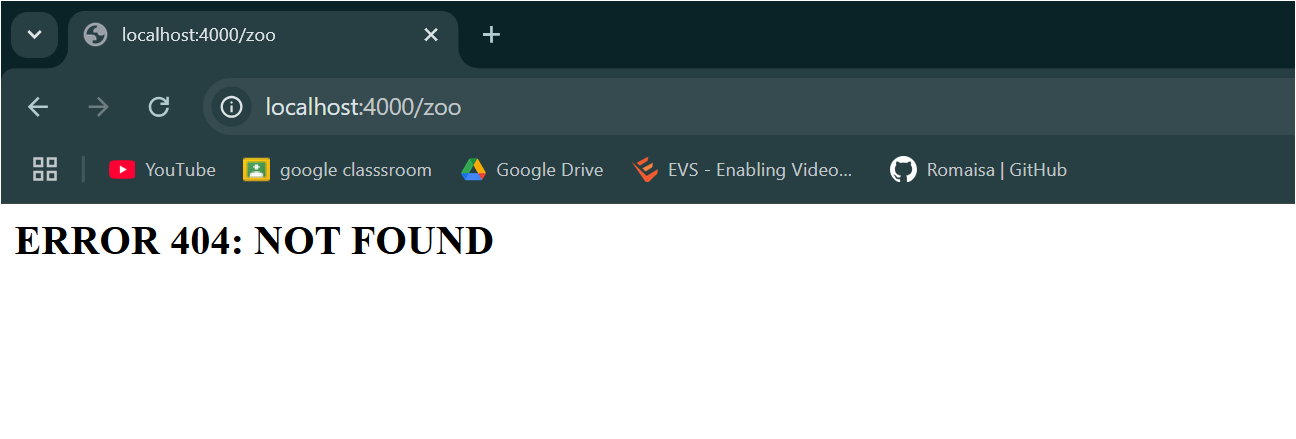 localhost:4000/zoo
localhost:4000/zoo
YouTube google classsroom Google Drive EVS - Enabling Video... Romaisa | GitHub
ERROR 404: NOT FOUND